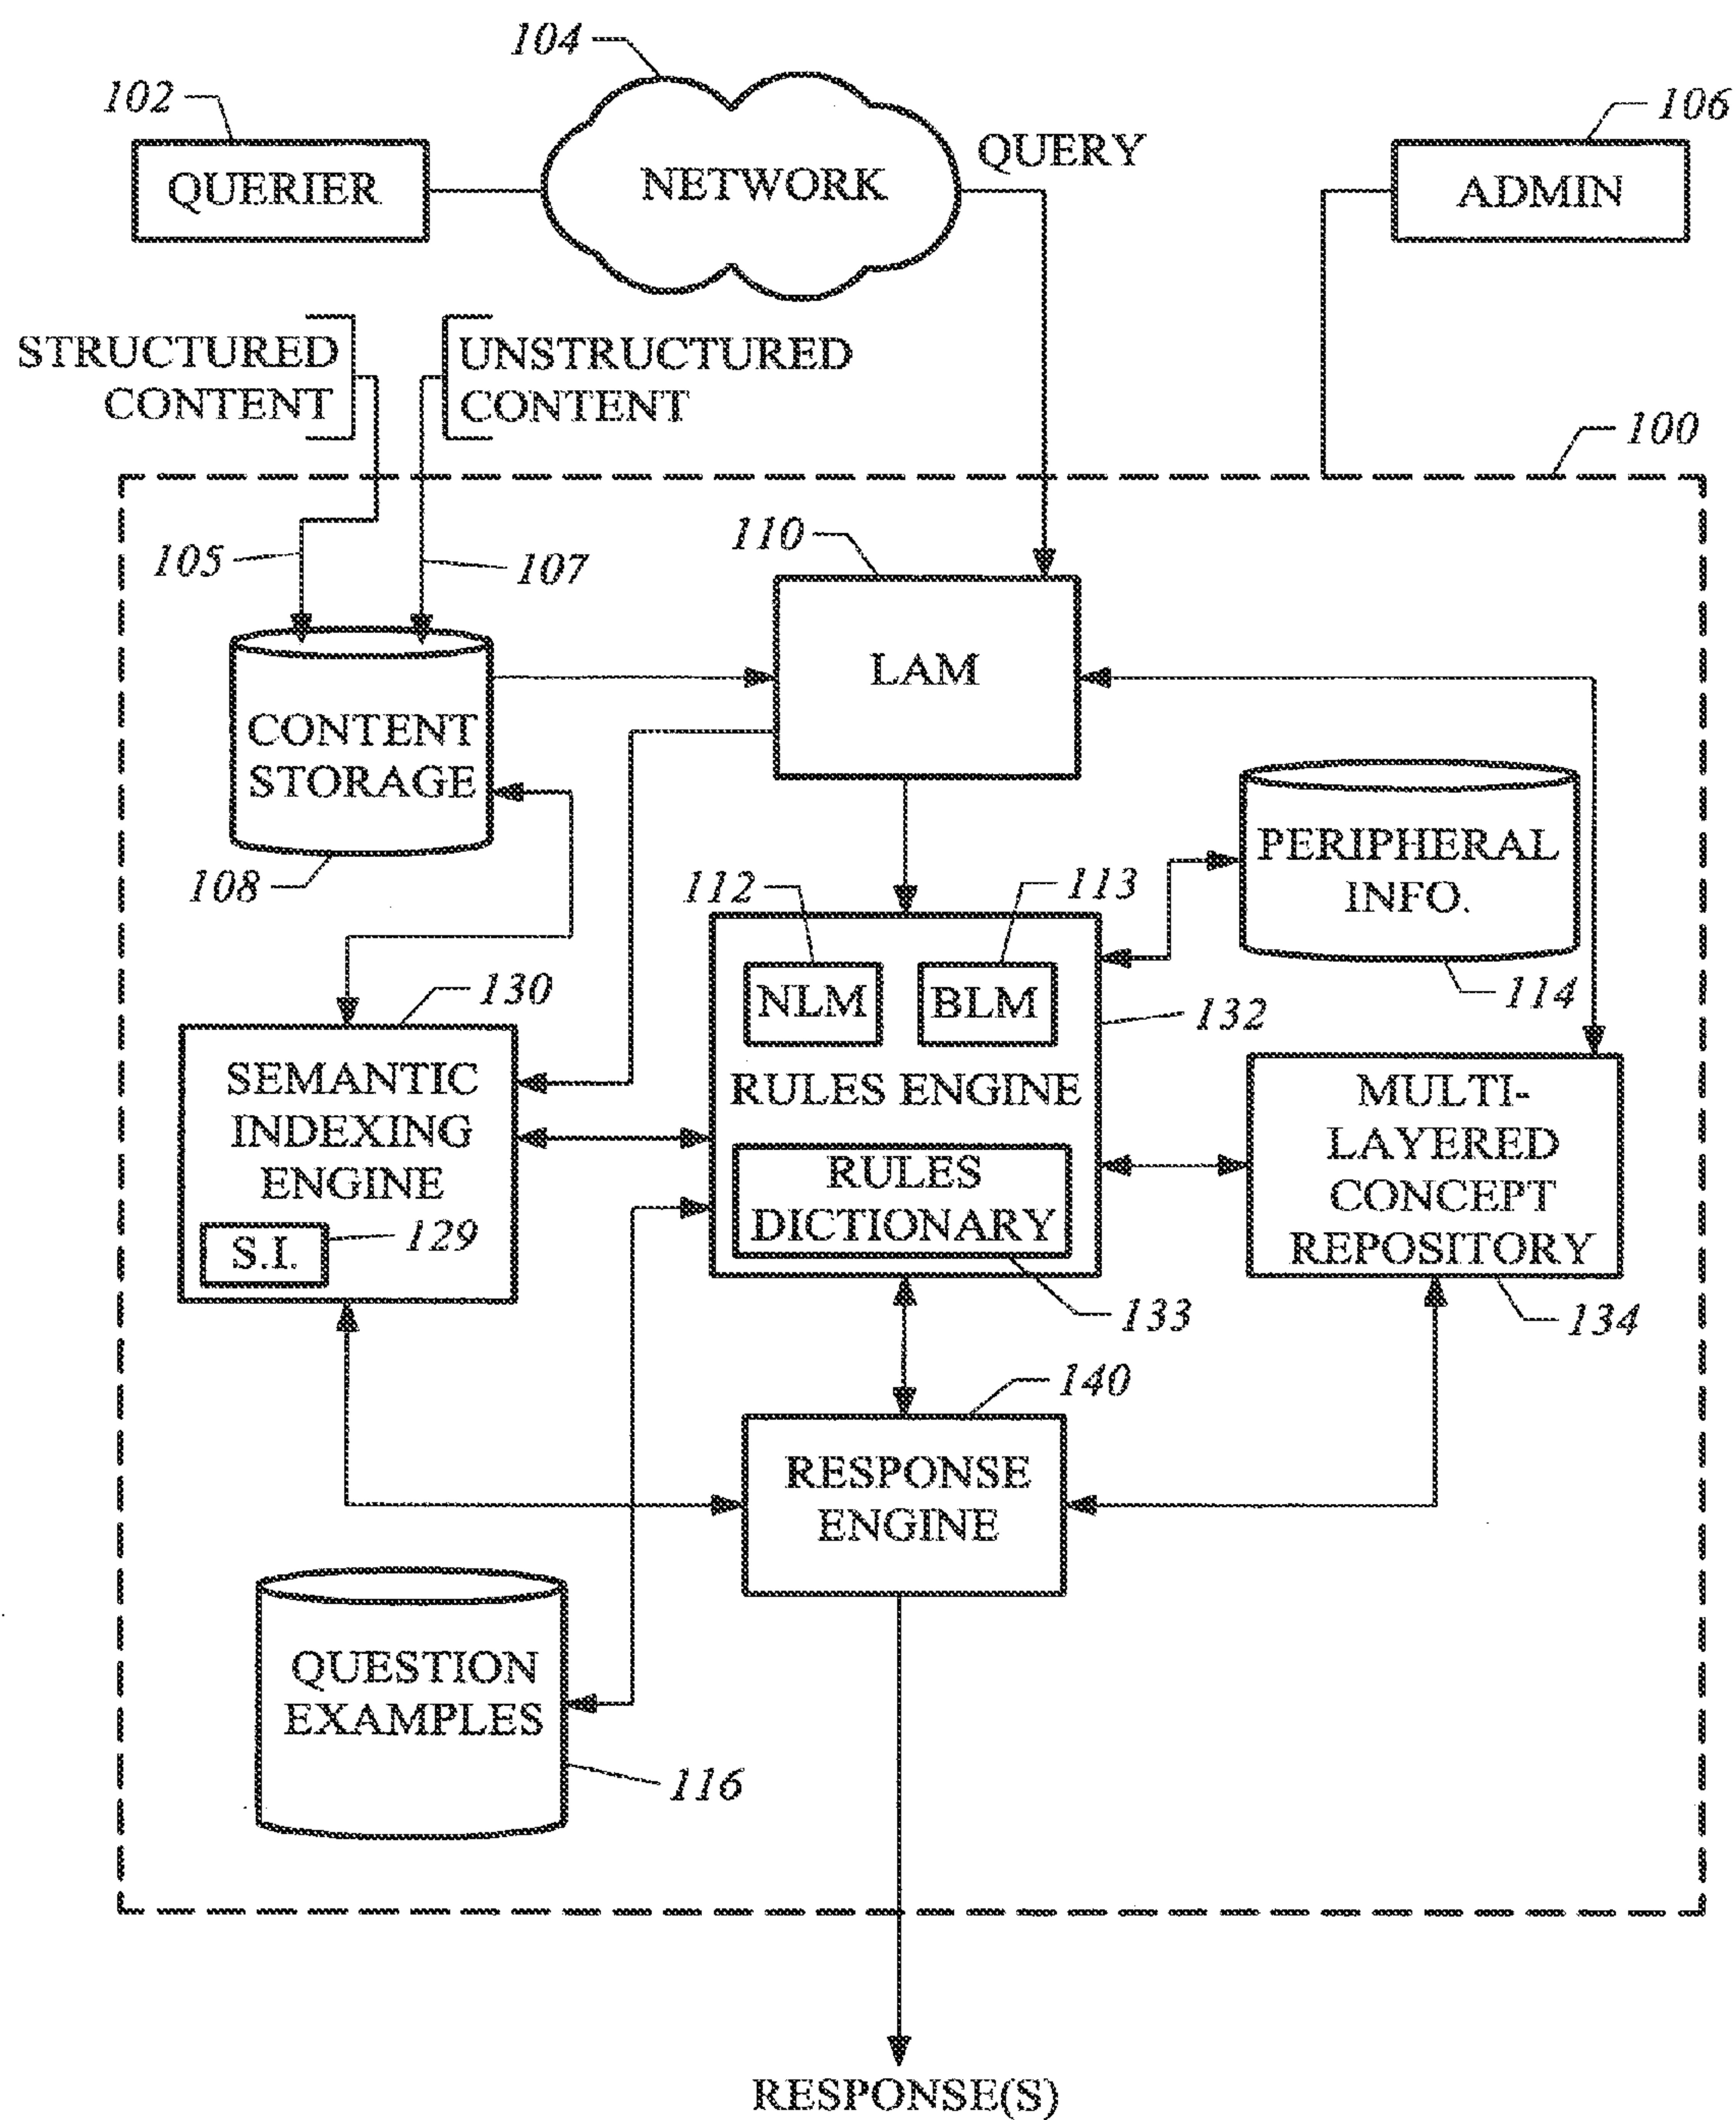 104
102
106
QUERIER
NETWORK
QUERY
ADMIN
STRUCTURED
CONTENT
UNSTRUCTURED
CONTENT
100
105
107
110
LAM
CONTENT
STORAGE
108
PERIPHERAL
INFO.
114
112
113
NLM
BLM
132
RULES ENGINE
RULES
DICTIONARY
133
130
SEMANTIC
INDEXING
ENGINE
S.I.
129
MULTI-
LAYERED
CONCEPT
REPOSITORY
134
140
RESPONSE
ENGINE
QUESTION
EXAMPLES
116
RESPONSE(S)